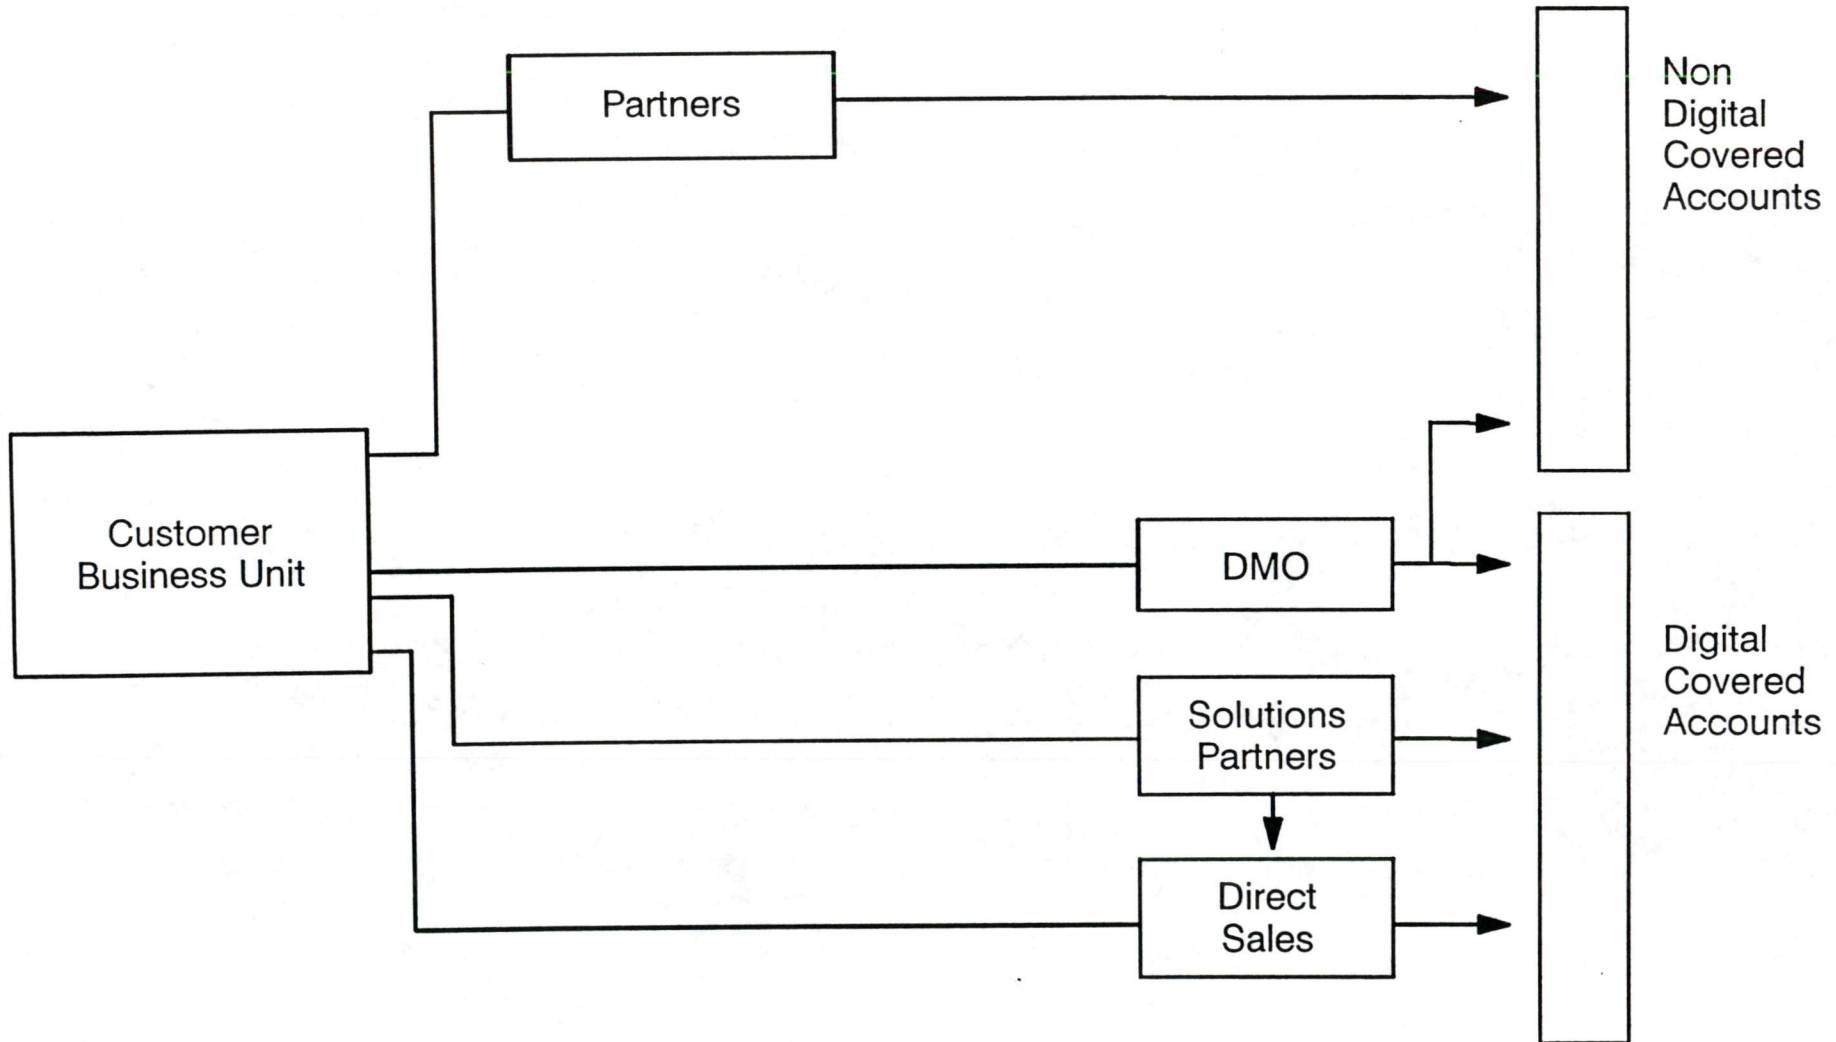 Partners
Non
Digital
Covered
Accounts
Customer
Business Unit
DMO
Solutions
Partners
Digital
Covered
Accounts
Direct
Sales